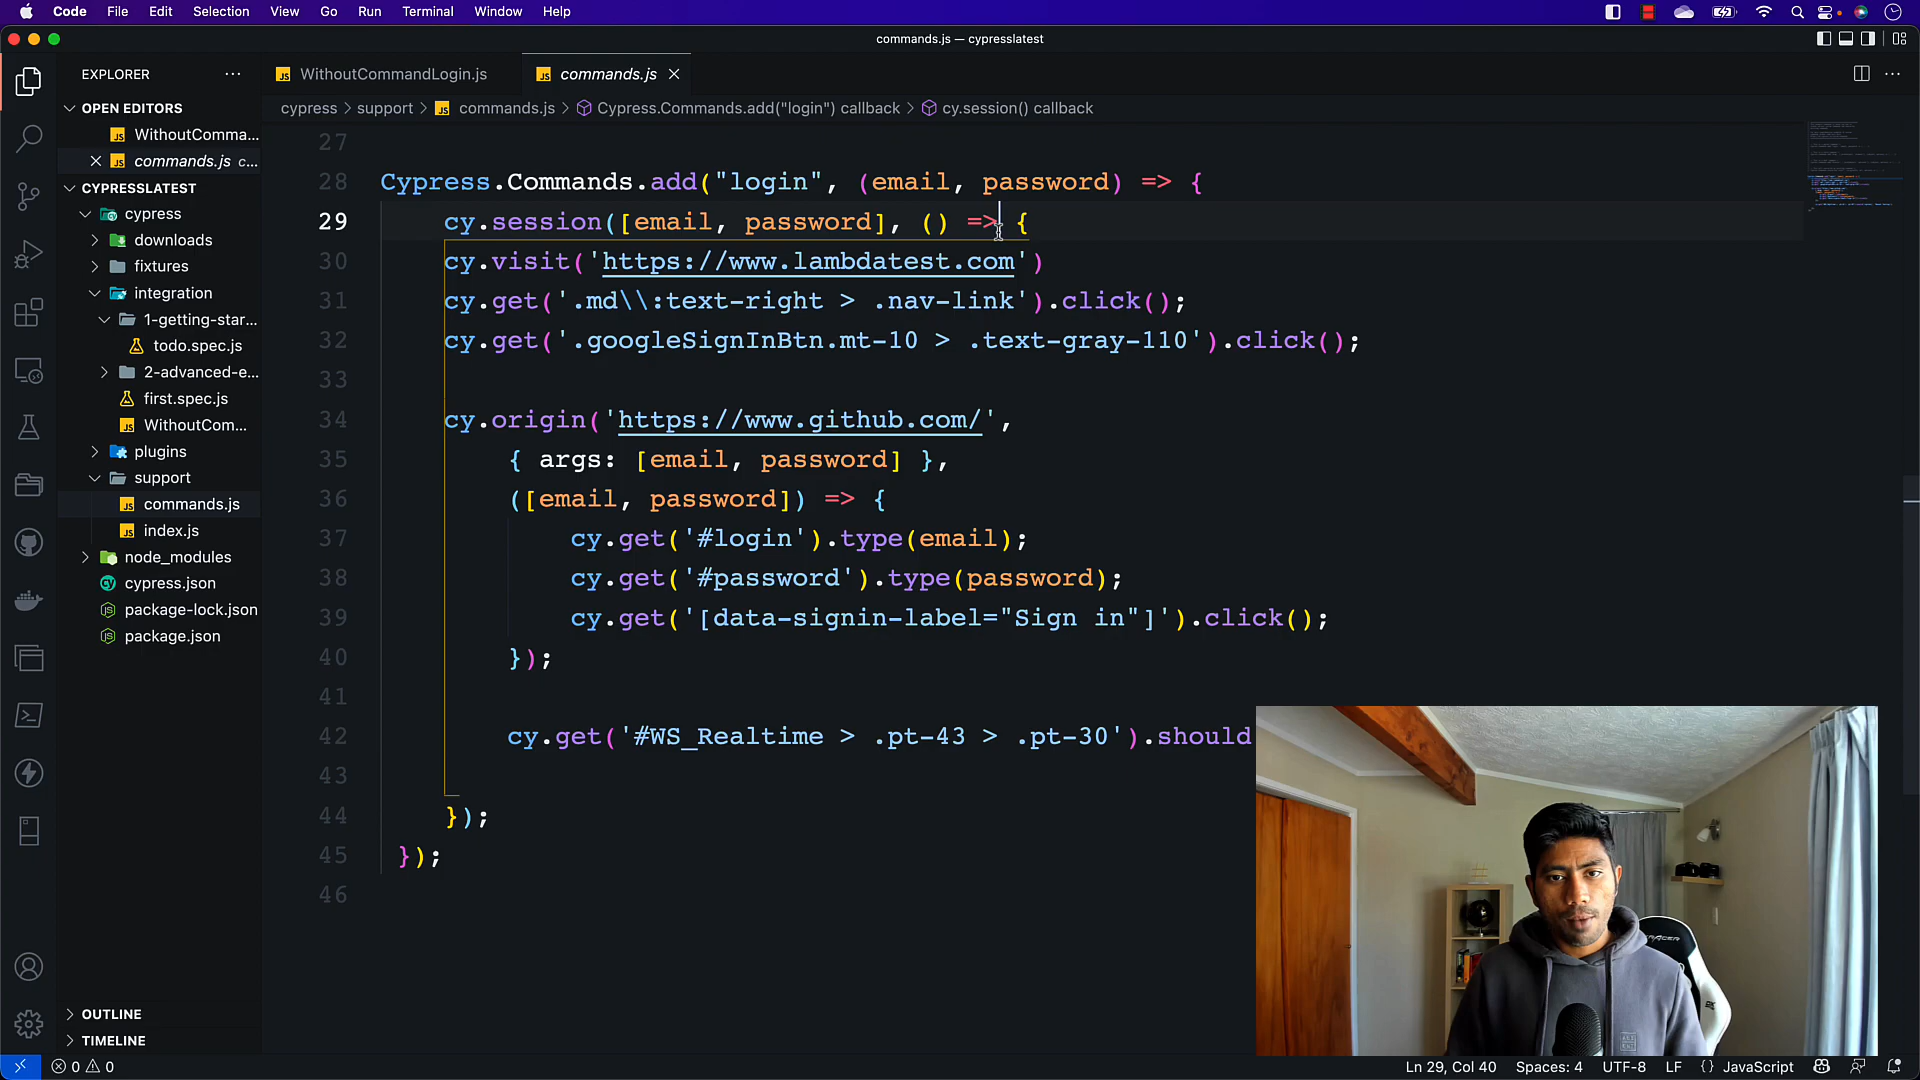 Code File Edit Selection View Go Run Terminal Window Help
commands.js — cypresslatest
EXPLORER
OPEN EDITORS
WithoutComma...
commands.js c...
CYPRESSLATEST
cypress
downloads
fixtures
integration
1-getting-star...
todo.spec.js
2-advanced-e...
first.spec.js
WithoutCom...
plugins
support
commands.js
index.js
node_modules
cypress.json
package-lock.json
package.json
OUTLINE
TIMELINE
WithoutCommandLogin.js
commands.js
cypress > support > commands.js > Cypress.Commands.add("login") callback > cy.session() callback
27
28 Cypress.Commands.add("login", (email, password) => {
29 cy.session([email, password], () => {
30 cy.visit('https://www.lambdatest.com')
31 cy.get('.md\\:text-right > .nav-link').click();
32 cy.get('.googleSignInBtn.mt-10 > .text-gray-110').click();
33
34 cy.origin('https://www.github.com/',
35 { args: [email, password] },
36 ([email, password]) => {
37 cy.get('#login').type(email);
38 cy.get('#password').type(password);
39 cy.get('[data-signin-label="Sign in"]').click();
40 });
41
42 cy.get('#WS_Realtime > .pt-43 > .pt-30').should
43
44 });
45 });
46
0 0
Ln 29, Col 40 Spaces: 4 UTF-8 LF {} JavaScript